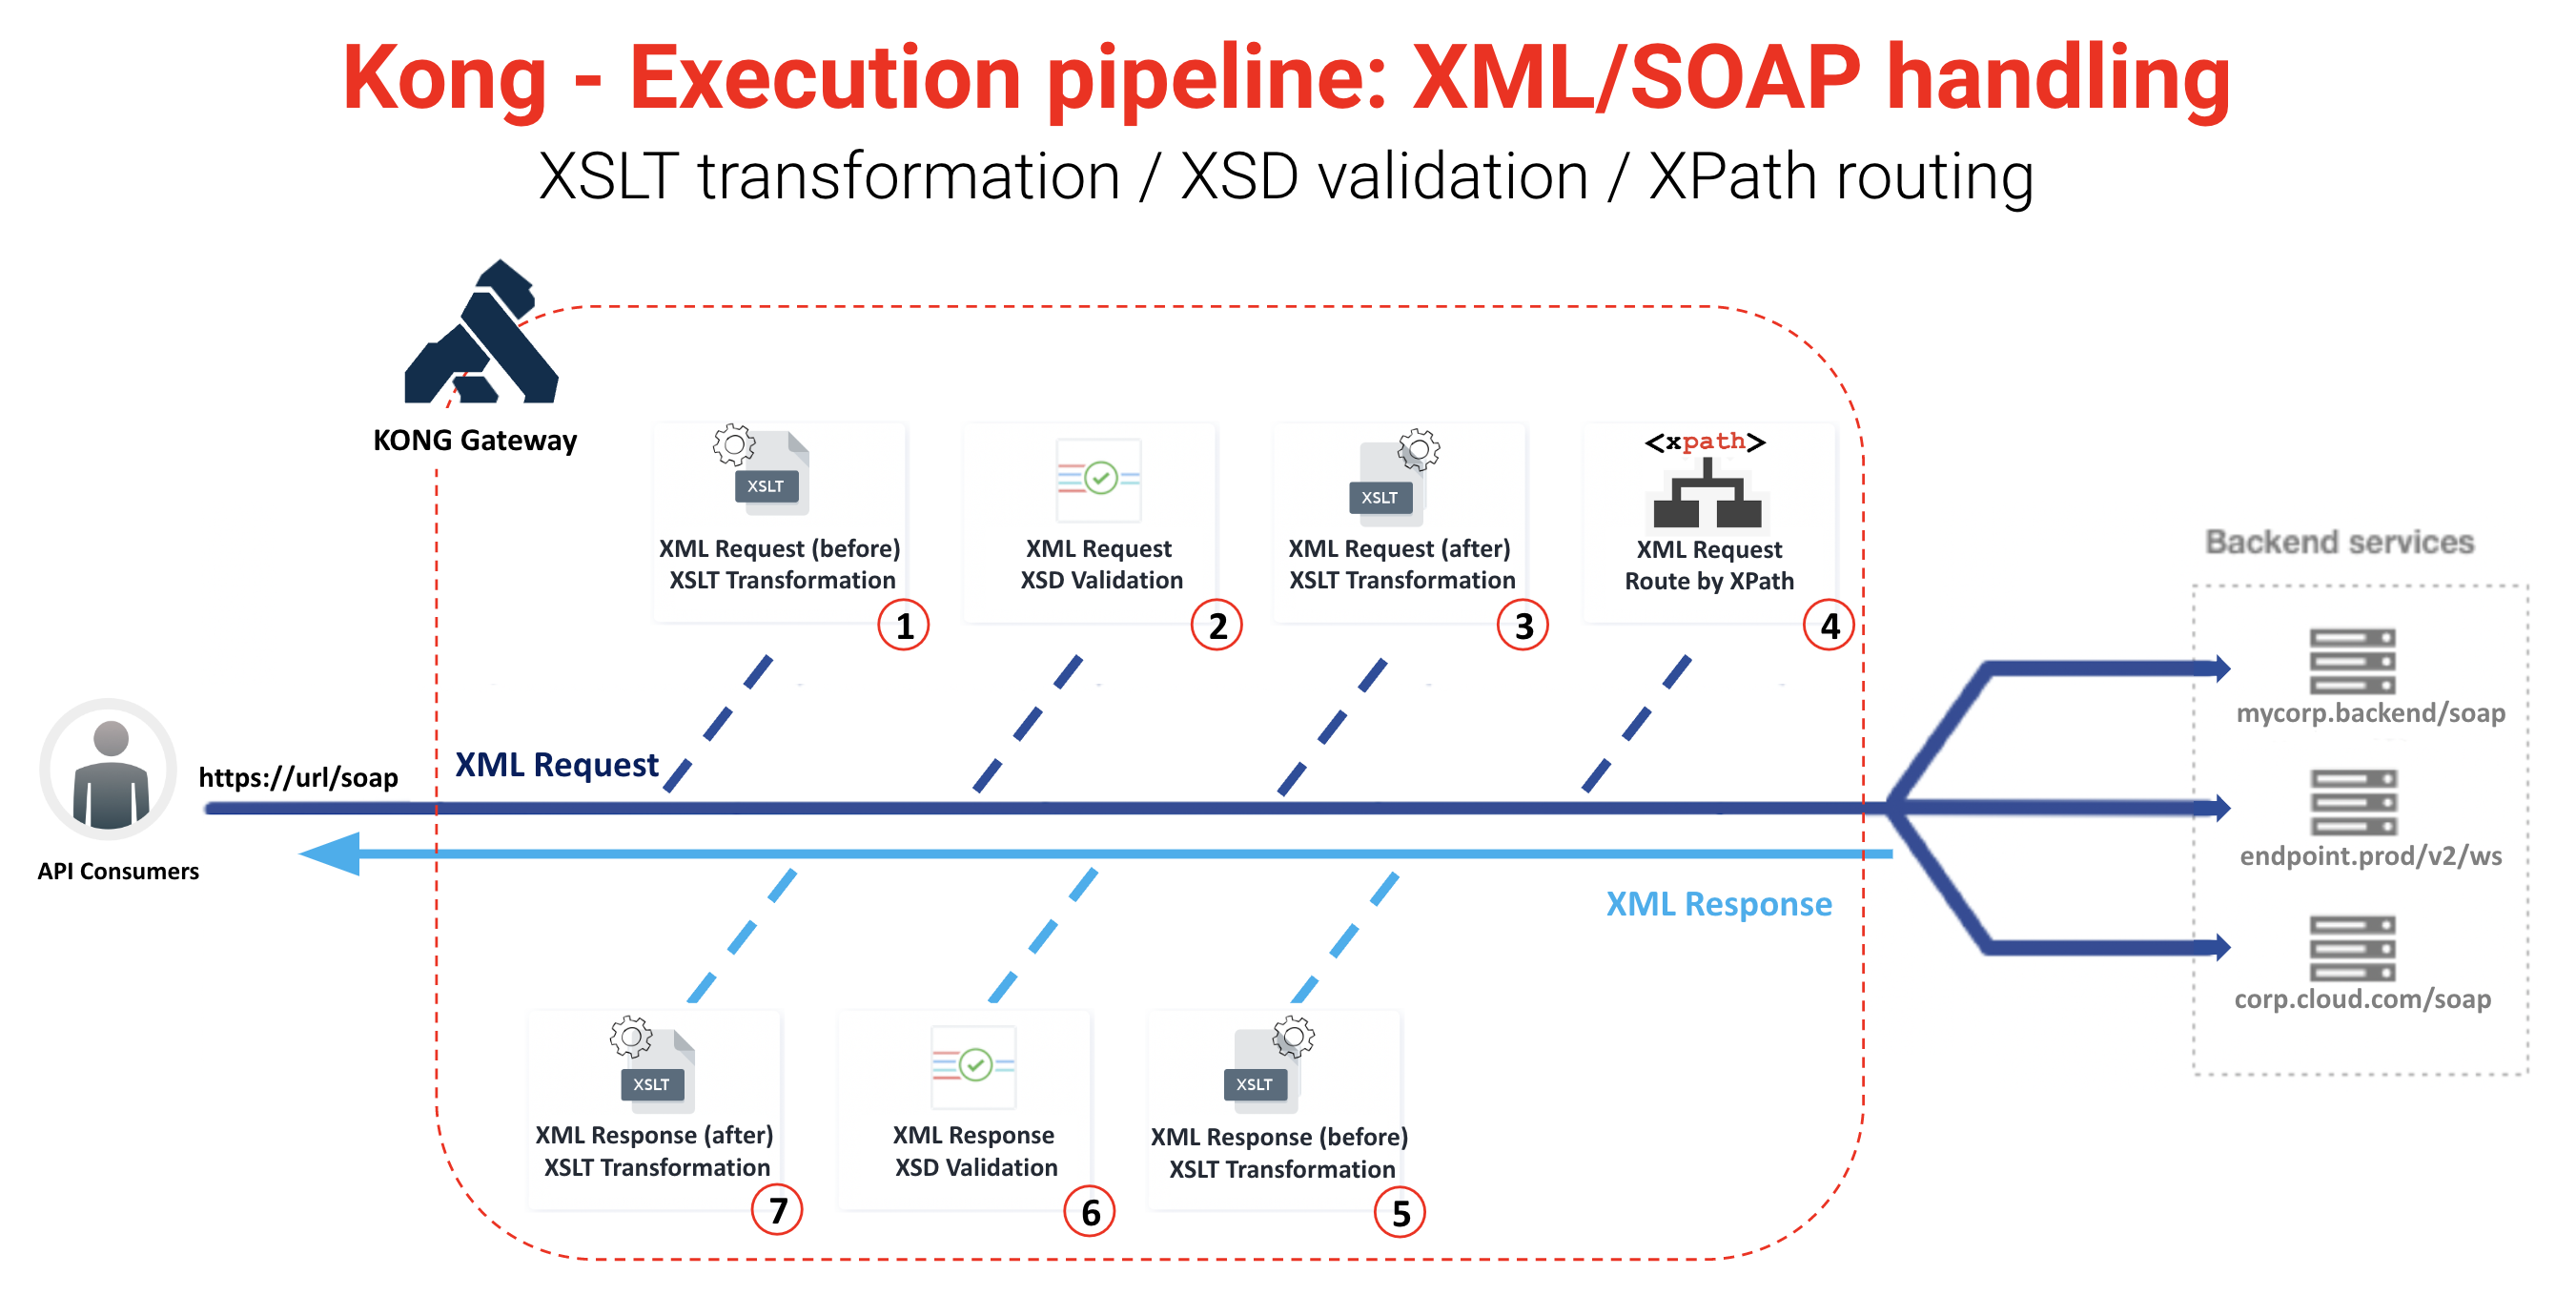 Kong - Execution pipeline: XML/SOAP handling
XSLT transformation / XSD validation / XPath routing
KONG Gateway
XSLT
XML Request (before)
XSLT Transformation
1
XML Request
XSD Validation
2
XSLT
XML Request (after)
XSLT Transformation
3
<xpath>
XML Request
Route by XPath
4
Backend services
mycorp.backend/soap
endpoint.prod/v2/ws
corp.cloud.com/soap
https://url/soap
XML Request
API Consumers
XML Response
XSLT
XML Response (after)
XSLT Transformation
7
XML Response
XSD Validation
6
XSLT
XML Response (before)
XSLT Transformation
5